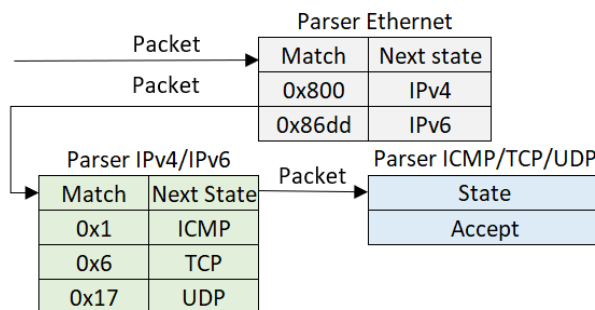 Parser Ethernet
Packet
Match Next state
Packet
0x800 IPv4
0x86dd IPv6
Parser IPv4/IPv6
Parser ICMP/TCP/UDP
Match Next State
Packet
State
0x1 ICMP
Accept
0x6 TCP
0x17 UDP